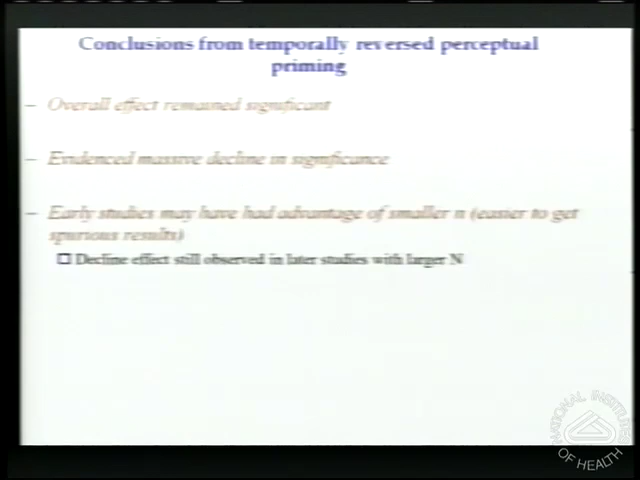 Conclusions from temporally reversed perceptual
priming
– Overall effect remained significant
– Evidenced massive decline in significance
– Early studies may have had advantage of smaller n (easier to get
spurious results)
Decline effect still observed in later studies with larger N
NATIONAL INSTITUTES
OF HEALTH